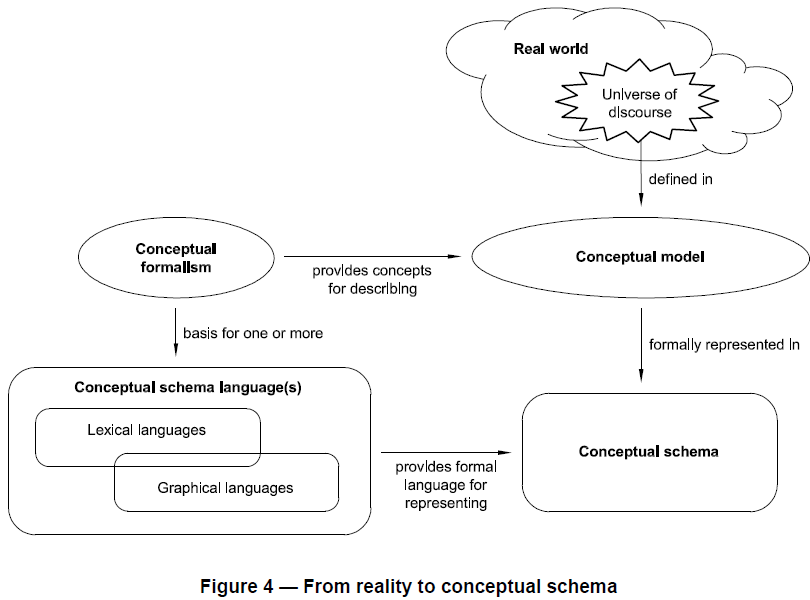 Real world
Universe of
discourse
defined in
Conceptual
formalism
provides concepts
for describing
Conceptual model
basis for one or more
formally represented in
Conceptual schema language(s)
Lexical languages
Graphical languages
provides formal
language for
representing
Conceptual schema
Figure 4 — From reality to conceptual schema